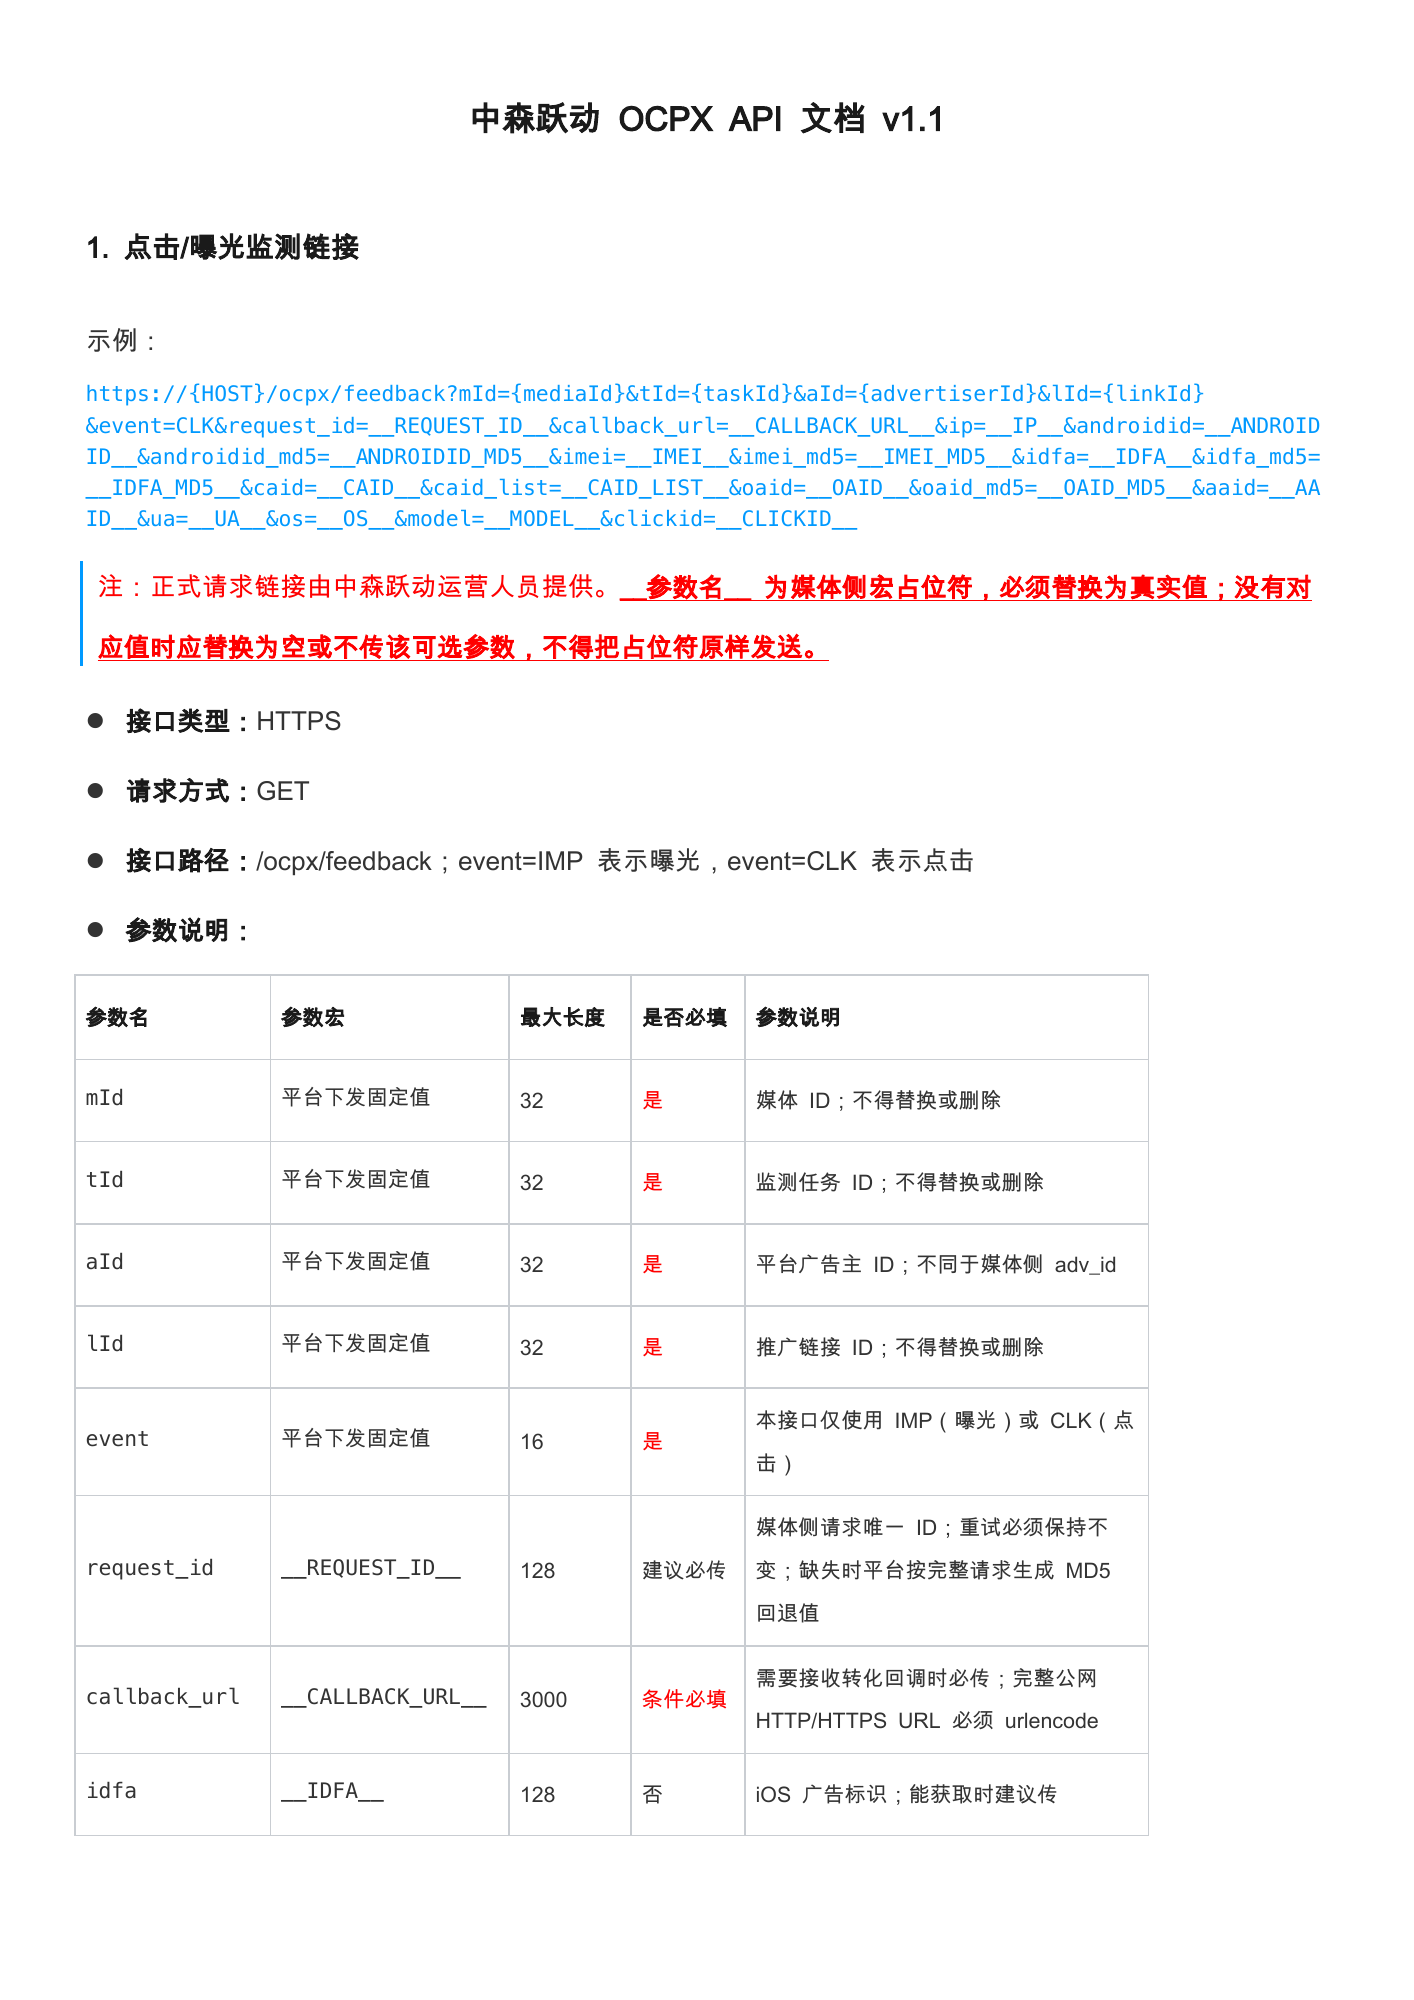 中森跃动 OCPX API 文档 v1.1
1. 点击/曝光监测链接
示例：
https://{HOST}/ocpx/feedback?mId={mediaId}&tId={taskId}&aId={advertiserId}&lId={linkId}
&event=CLK&request_id=__REQUEST_ID__&callback_url=__CALLBACK_URL__&ip=__IP__&androidid=__ANDROID
ID__&androidid_md5=__ANDROIDID_MD5__&imei=__IMEI__&imei_md5=__IMEI_MD5__&idfa=__IDFA__&idfa_md5=
__IDFA_MD5__&caid=__CAID__&caid_list=__CAID_LIST__&oaid=__OAID__&oaid_md5=__OAID_MD5__&aaid=__AA
ID__&ua=__UA__&os=__OS__&model=__MODEL__&clickid=__CLICKID__
注：正式请求链接由中森跃动运营人员提供。__参数名__ 为媒体侧宏占位符，必须替换为真实值；没有对
应值时应替换为空或不传该可选参数，不得把占位符原样发送。
● 接口类型：HTTPS
● 请求方式：GET
● 接口路径：/ocpx/feedback；event=IMP 表示曝光，event=CLK 表示点击
● 参数说明：
参数名 参数宏 最大长度 是否必填 参数说明
mId 平台下发固定值 32 是 媒体 ID；不得替换或删除
tId 平台下发固定值 32 是 监测任务 ID；不得替换或删除
aId 平台下发固定值 32 是 平台广告主 ID；不同于媒体侧 adv_id
lId 平台下发固定值 32 是 推广链接 ID；不得替换或删除
event 平台下发固定值 16 是 本接口仅使用 IMP（曝光）或 CLK（点
击）
request_id __REQUEST_ID__ 128 建议必传 媒体侧请求唯一 ID；重试必须保持不
变；缺失时平台按完整请求生成 MD5
回退值
callback_url __CALLBACK_URL__ 3000 条件必填 需要接收转化回调时必传；完整公网
HTTP/HTTPS URL 必须 urlencode
idfa __IDFA__ 128 否 iOS 广告标识；能获取时建议传